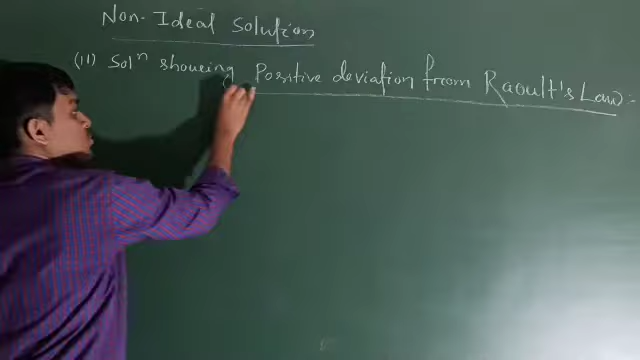 Non-Ideal Solution
(ii) Solⁿ showing Positive deviation from Raoult's Law:-